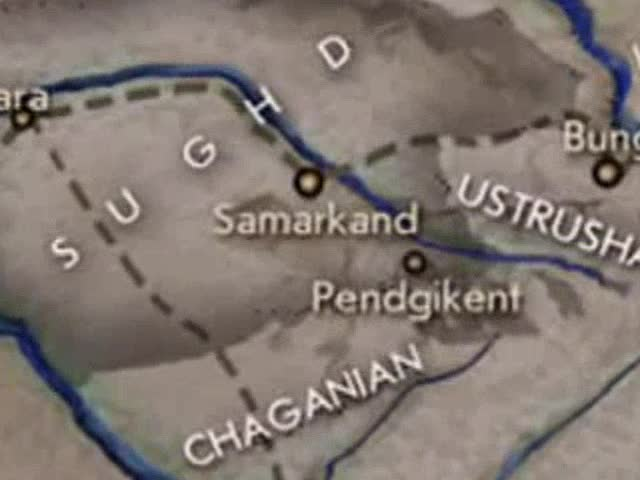 SUGHD
Samarkand
USTRUSHA
Pendgikent
CHAGANIAN